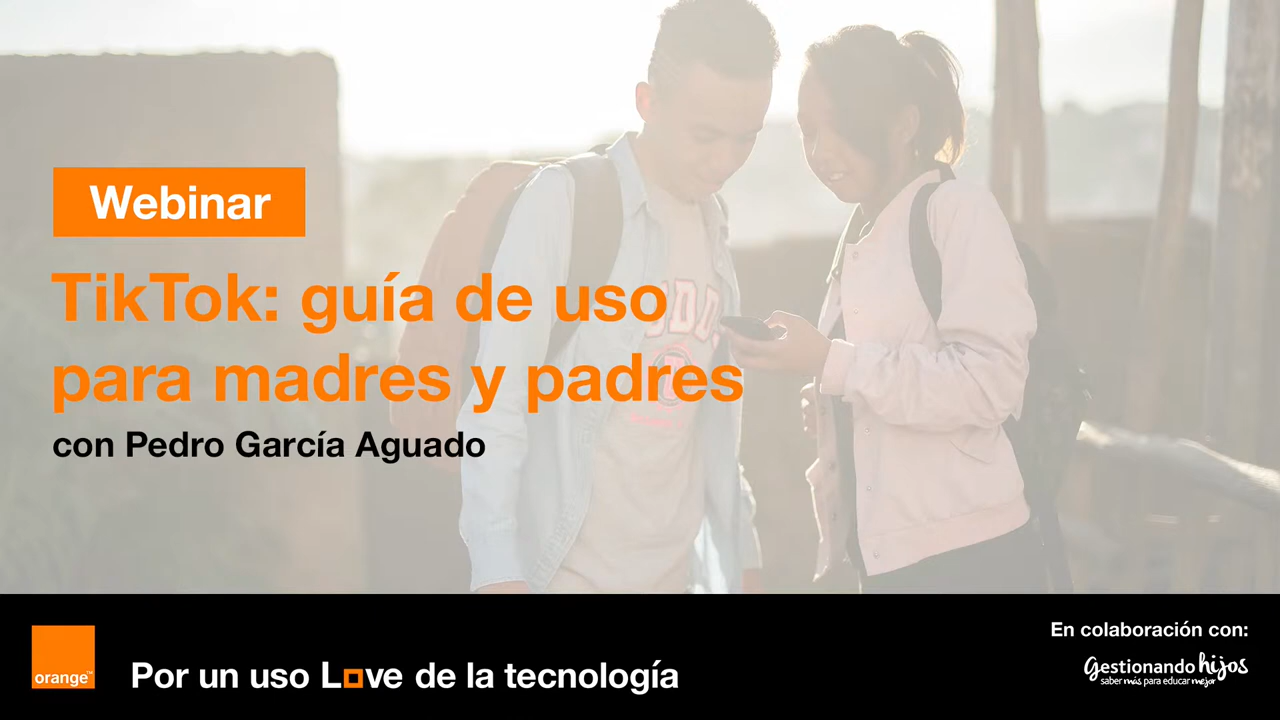 Webinar
TikTok: guía de uso
para madres y padres
con Pedro García Aguado
orange™
Por un uso Love de la tecnología
En colaboración con:
Gestionando hijos
saber más para educar mejor